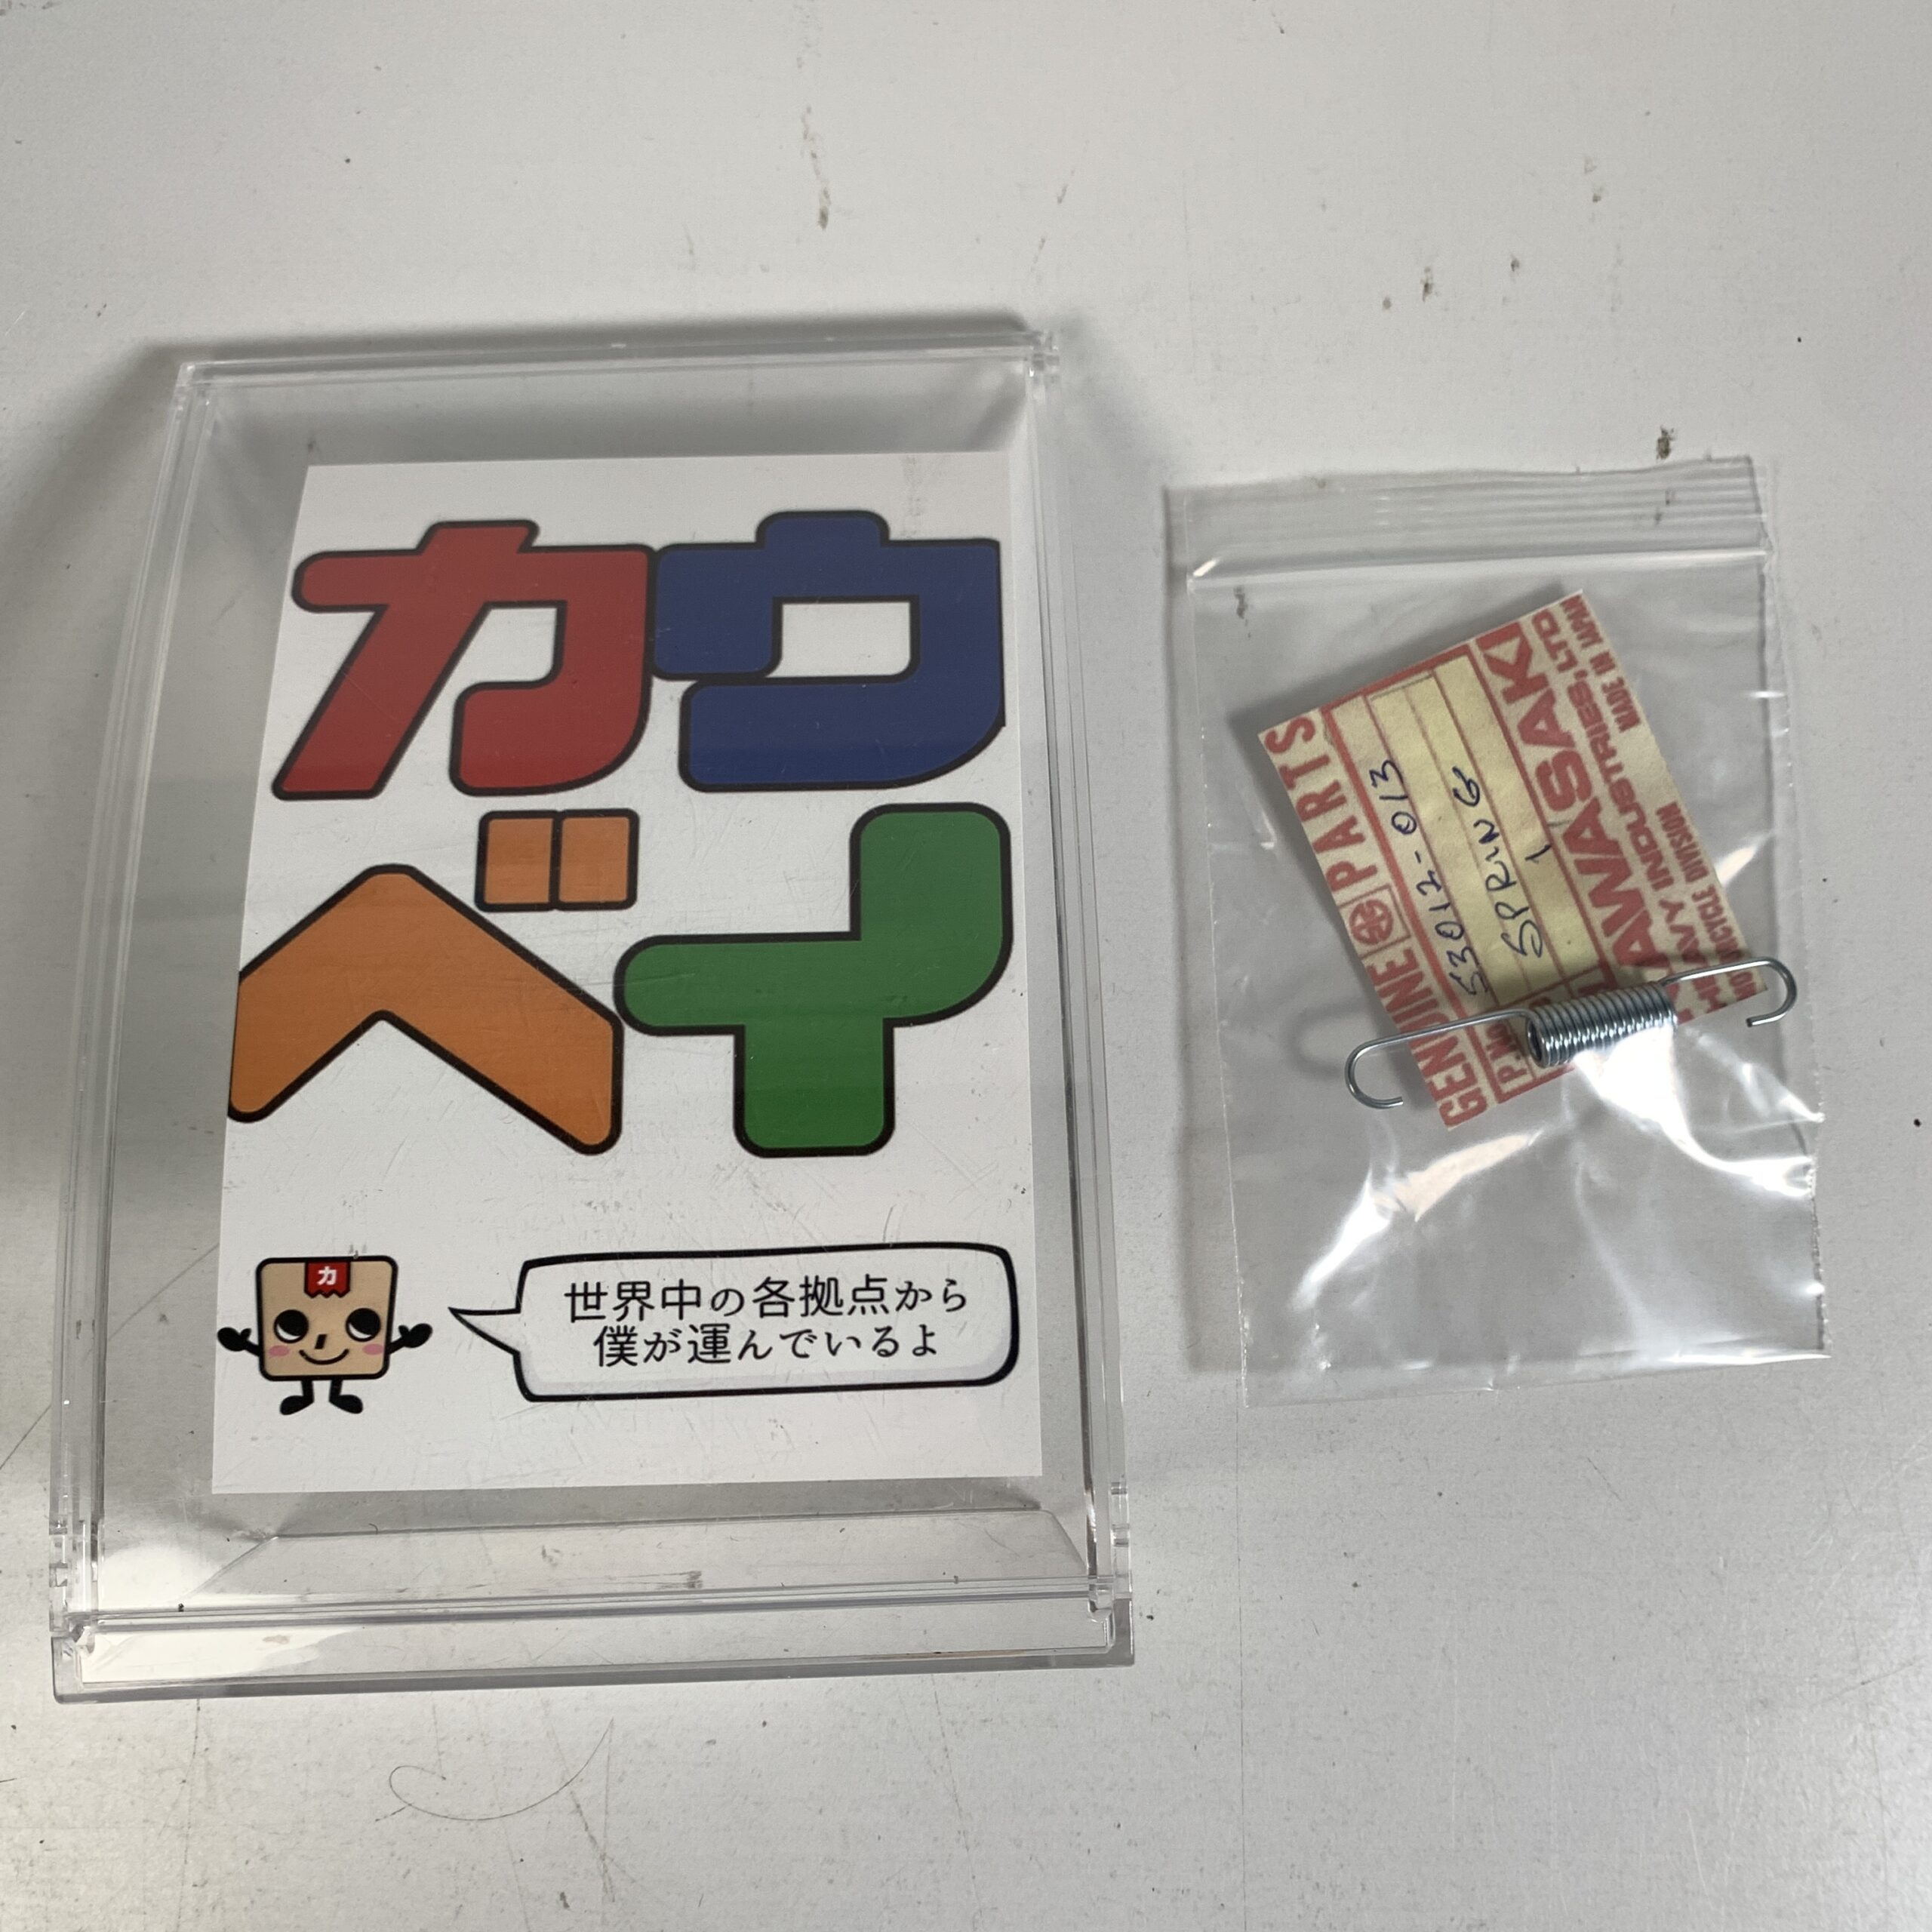 カウ
ベイ
カ
世界中の各拠点から
僕が運んでいるよ
GENUINE PARTS
53012-013
SPRING
1
KAWASAKI
HEAVY INDUSTRIES, LTD
MOTORCYCLE DIVISION
MADE IN JAPAN